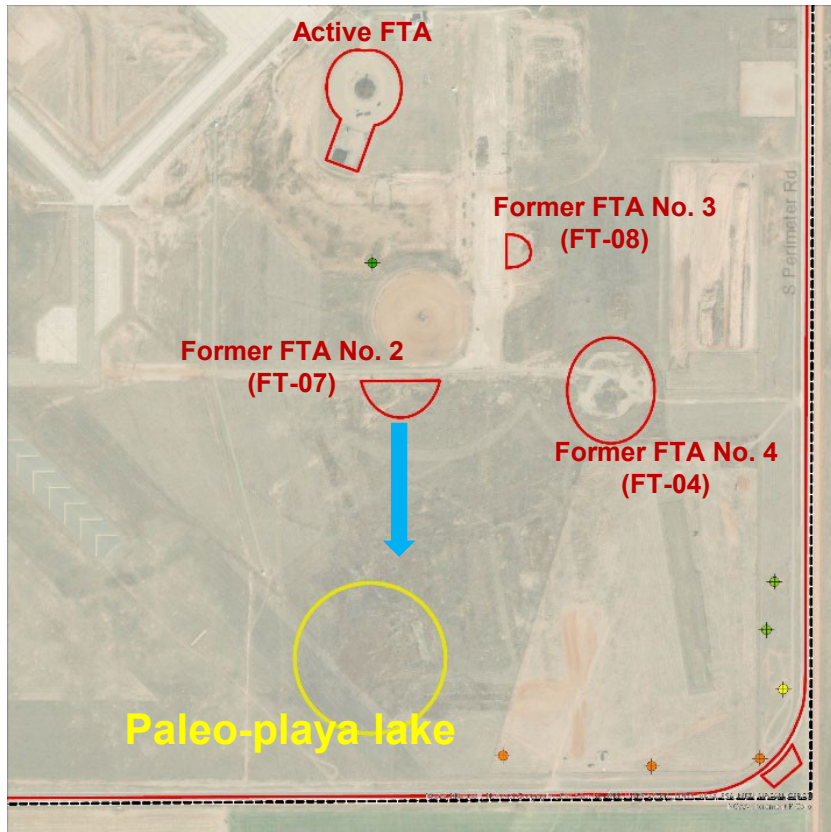 Active FTA
Former FTA No. 3
(FT-08)
S Perimeter Rd
Former FTA No. 2
(FT-07)
Former FTA No. 4
(FT-04)
Paleo-playa lake